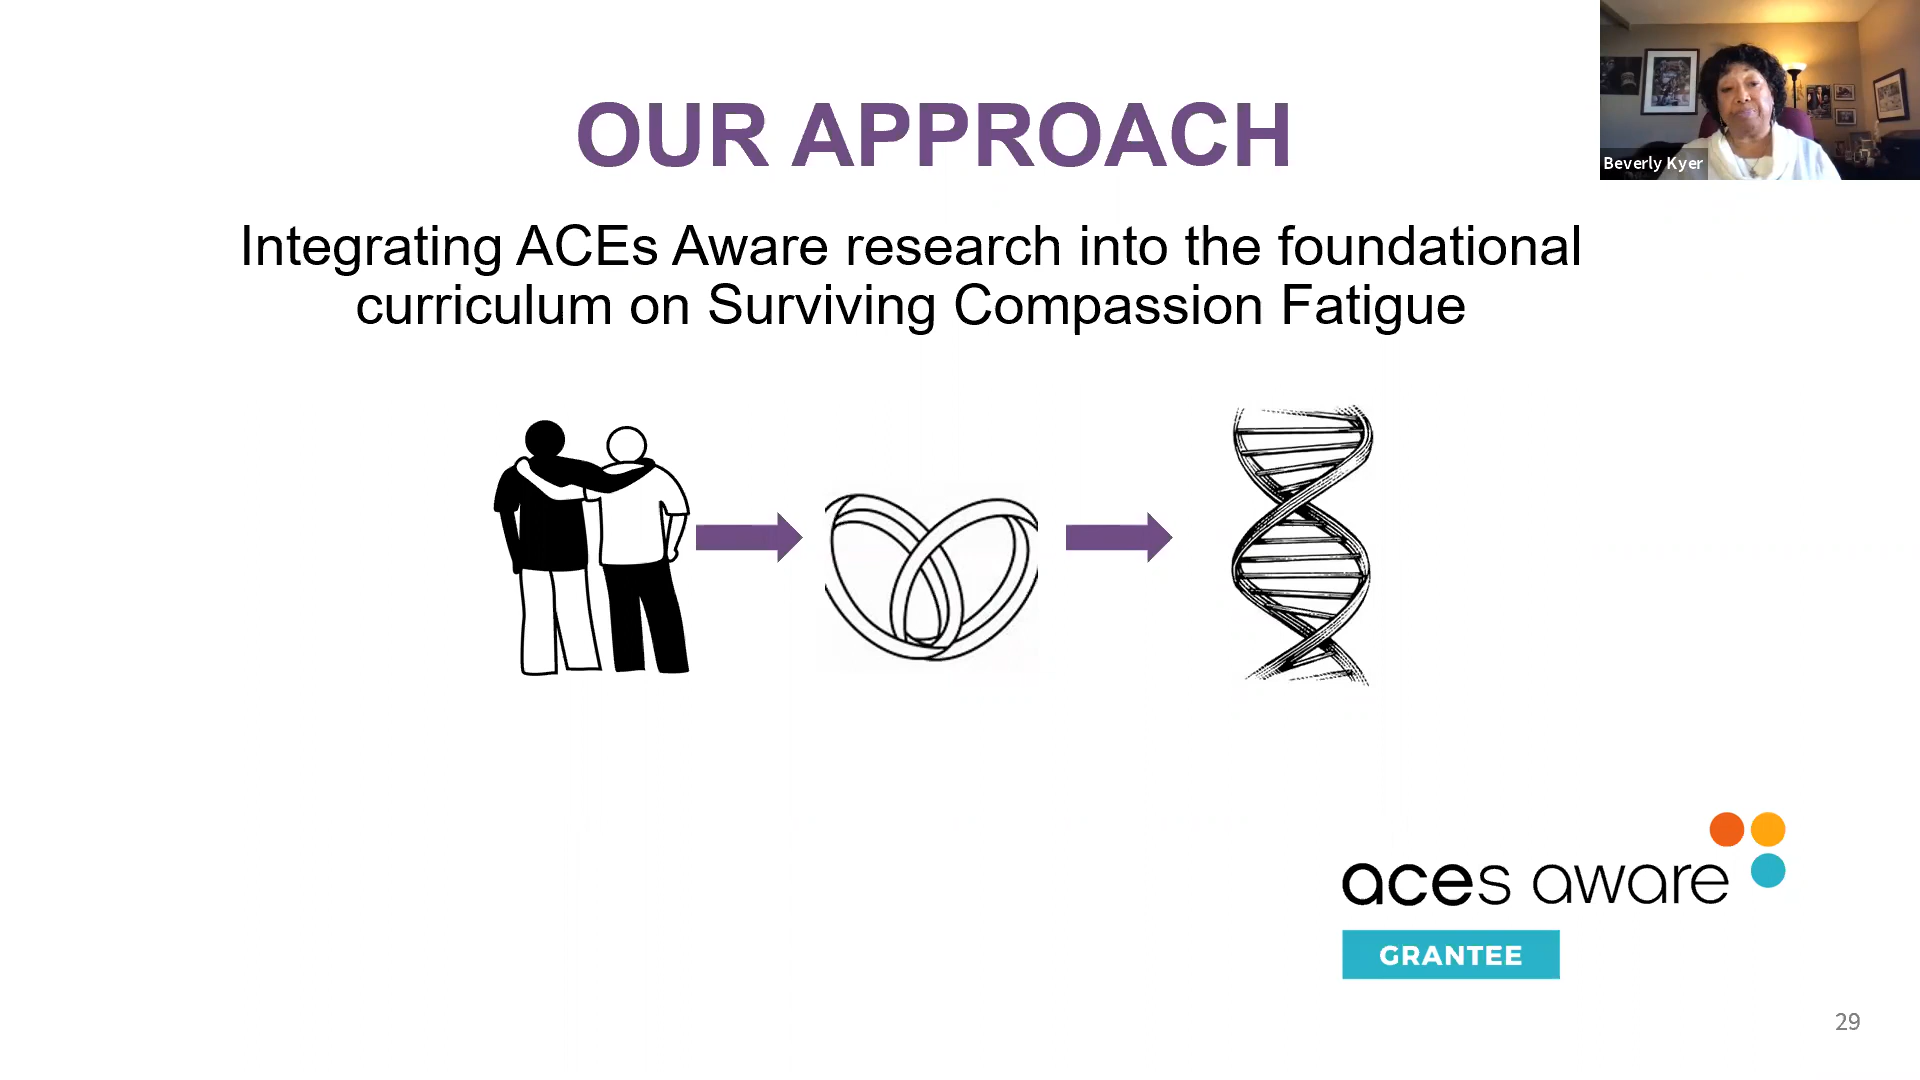 OUR APPROACH
Beverly Kyer
Integrating ACEs Aware research into the foundational
curriculum on Surviving Compassion Fatigue
aces aware
GRANTEE
29